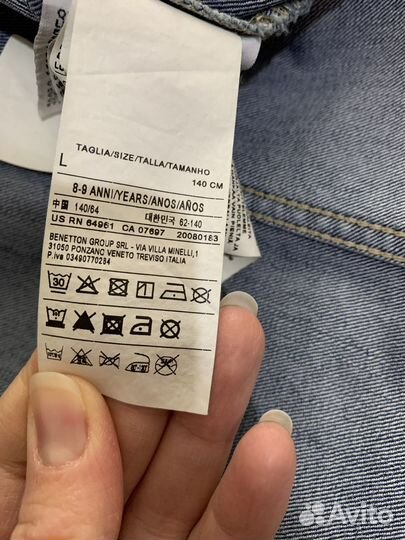 TAGLIA/SIZE/TALLA/TAMANHO
L
140 CM
8-9 ANNI/YEARS/ANOS/AÑOS
中国 140/64 대한민국 62-140
US RN 64961 CA 07697 20080183
BENETTON GROUP SRL - VIA VILLA MINELLI,1
31050 PONZANO VENETO TREVISO ITALIA
P.iva 03490770264
30
Avito